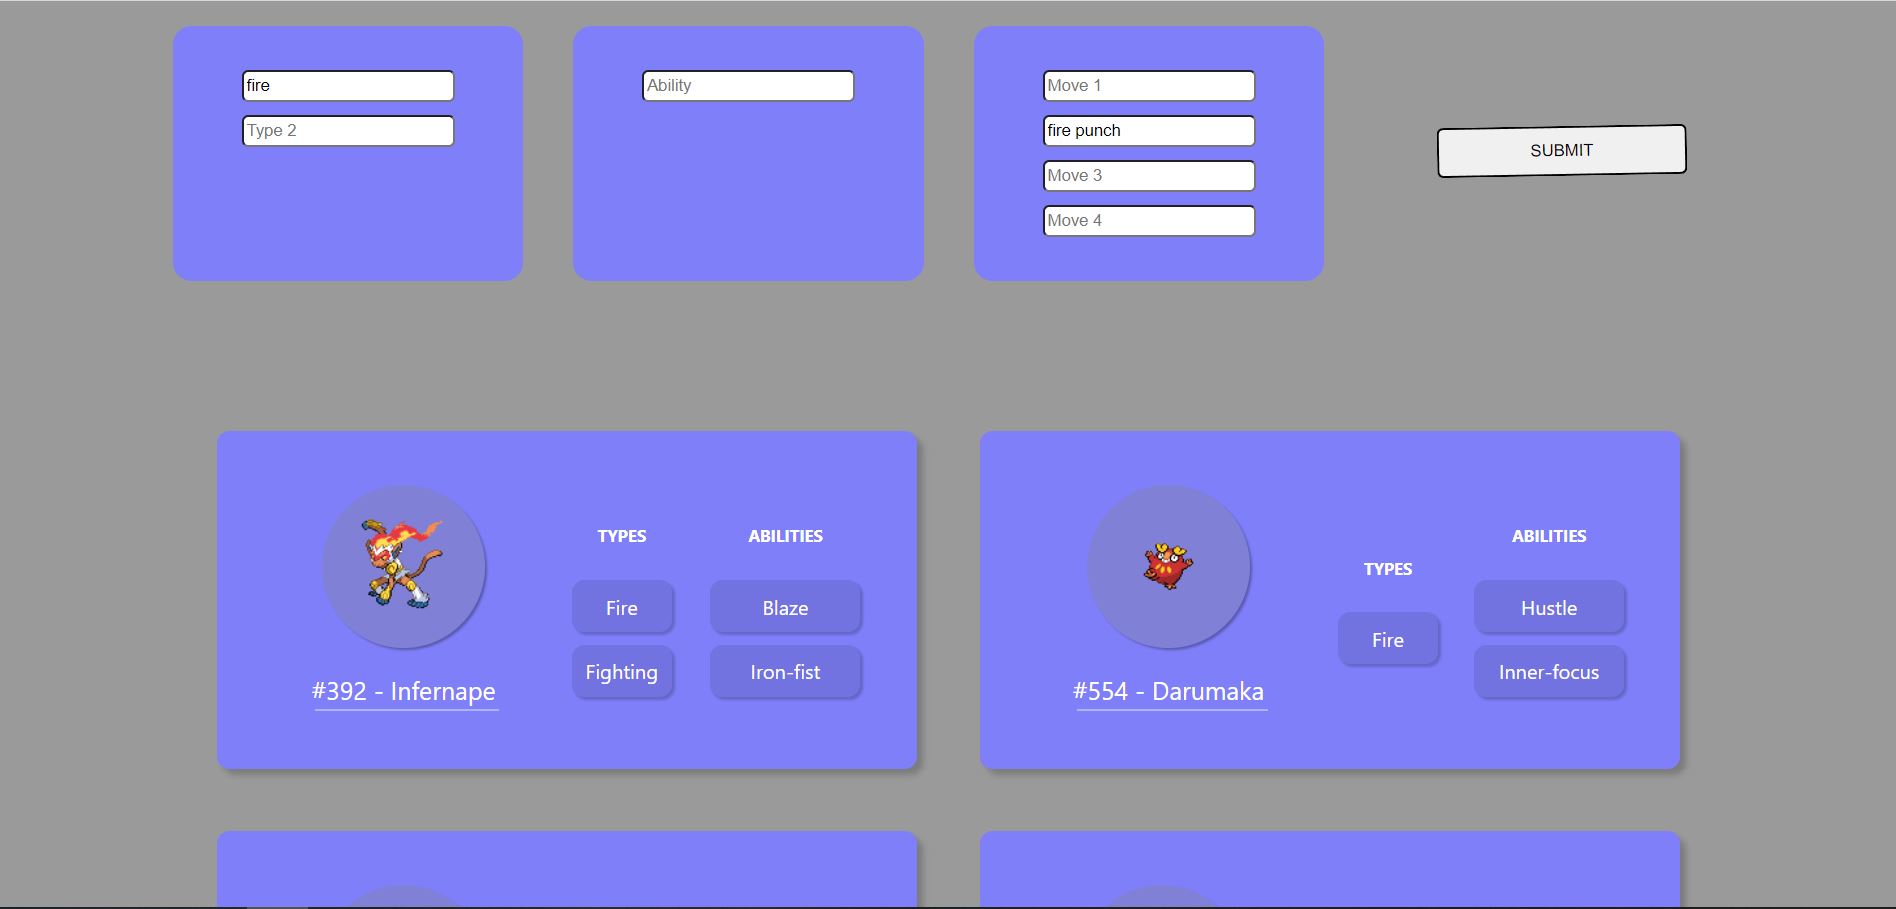 fire
Type 2
Ability
Move 1
fire punch
Move 3
Move 4
SUBMIT
TYPES
ABILITIES
Fire
Blaze
Fighting
Iron-fist
#392 - Infernape
ABILITIES
TYPES
Hustle
Fire
Inner-focus
#554 - Darumaka